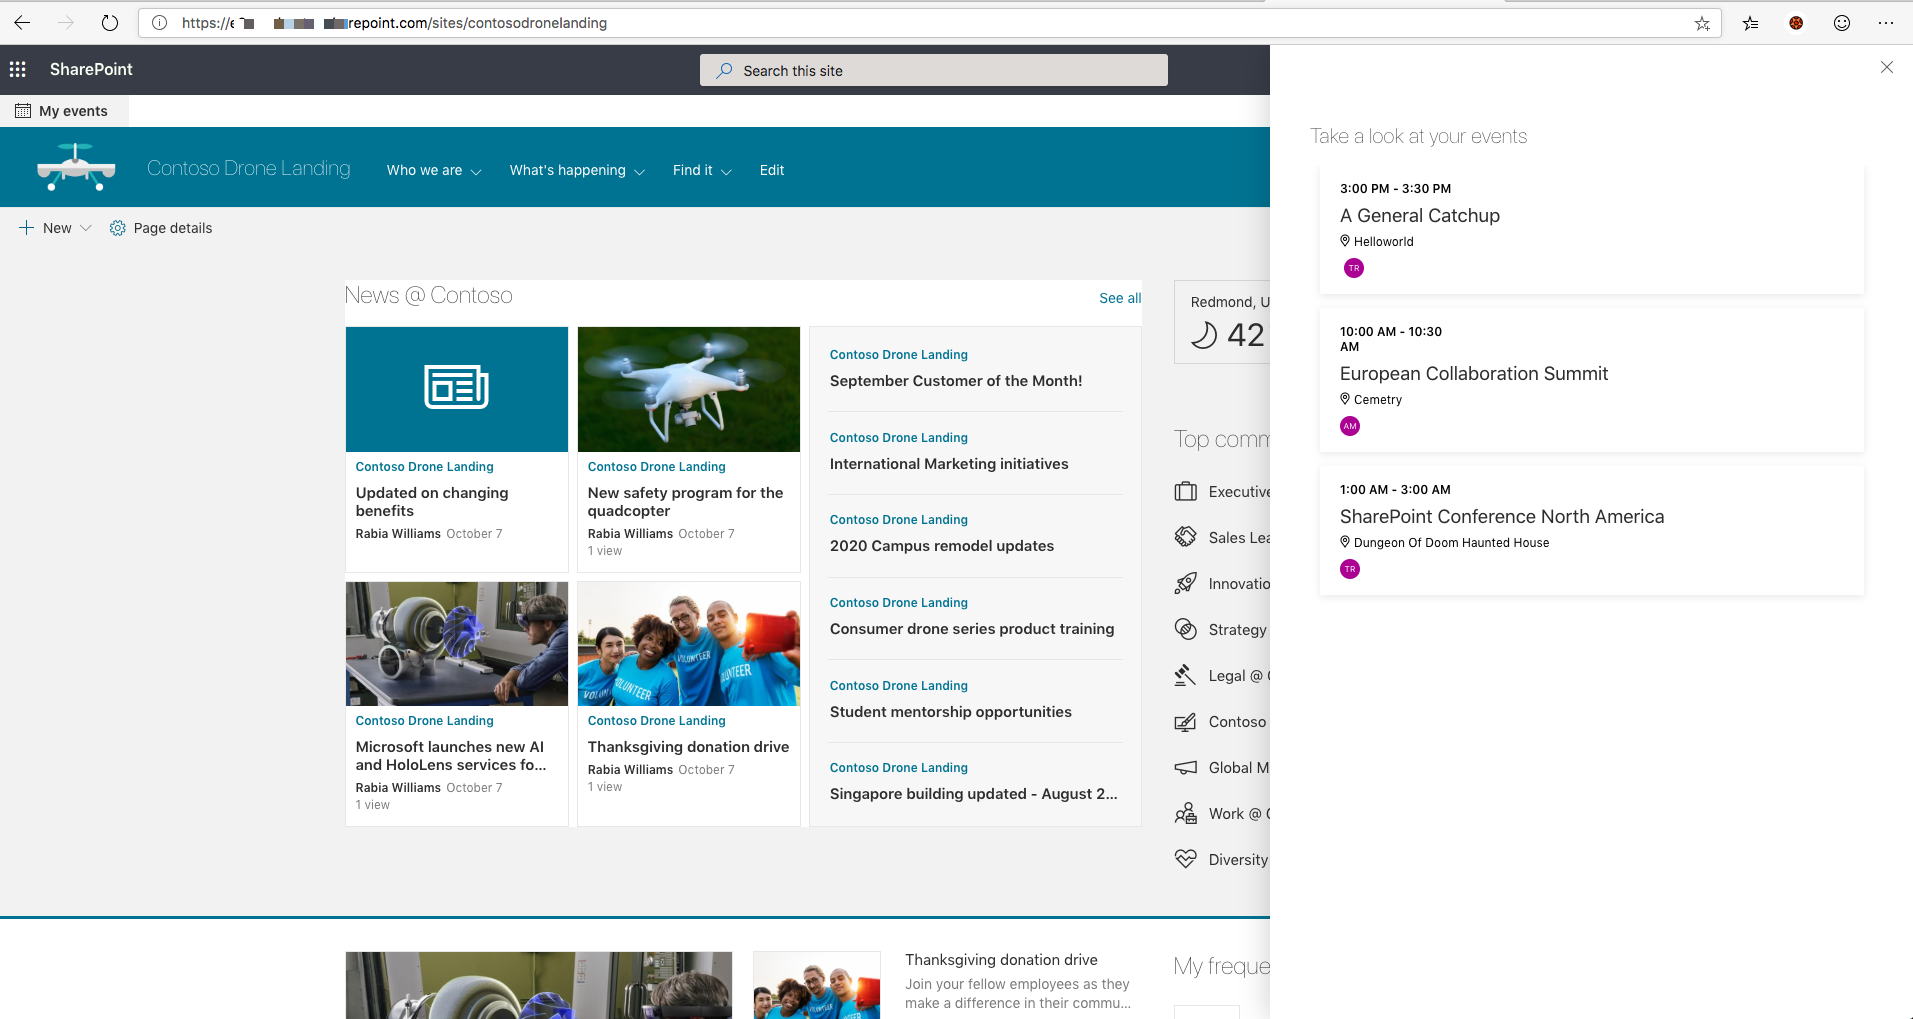 repoint.com/sites/contosodronelanding
SharePoint
Search this site
My events
Contoso Drone Landing
Who we are
What's happening
Find it
Edit
New
Page details
News @ Contoso
See all
Contoso Drone Landing
Updated on changing
benefits
Rabia Williams October 7
Contoso Drone Landing
New safety program for the
quadcopter
Rabia Williams October 7
1 view
Contoso Drone Landing
Microsoft launches new AI
and HoloLens services fo...
Rabia Williams October 7
1 view
VOLUNTEER
VOLUNTEER
VOLUNTEER
Contoso Drone Landing
Thanksgiving donation drive
Rabia Williams October 7
1 view
Contoso Drone Landing
September Customer of the Month!
Contoso Drone Landing
International Marketing initiatives
Contoso Drone Landing
2020 Campus remodel updates
Contoso Drone Landing
Consumer drone series product training
Contoso Drone Landing
Student mentorship opportunities
Contoso Drone Landing
Singapore building updated - August 2...
Redmond, U
42
Top comm
Executive
Sales Lea
Innovatio
Strategy
Legal @
Contoso
Global M
Work @
Diversity
Thanksgiving donation drive
Join your fellow employees as they
make a difference in their commu...
My freque
Take a look at your events
3:00 PM - 3:30 PM
A General Catchup
Helloworld
TR
10:00 AM - 10:30
AM
European Collaboration Summit
Cemetry
AM
1:00 AM - 3:00 AM
SharePoint Conference North America
Dungeon Of Doom Haunted House
TR